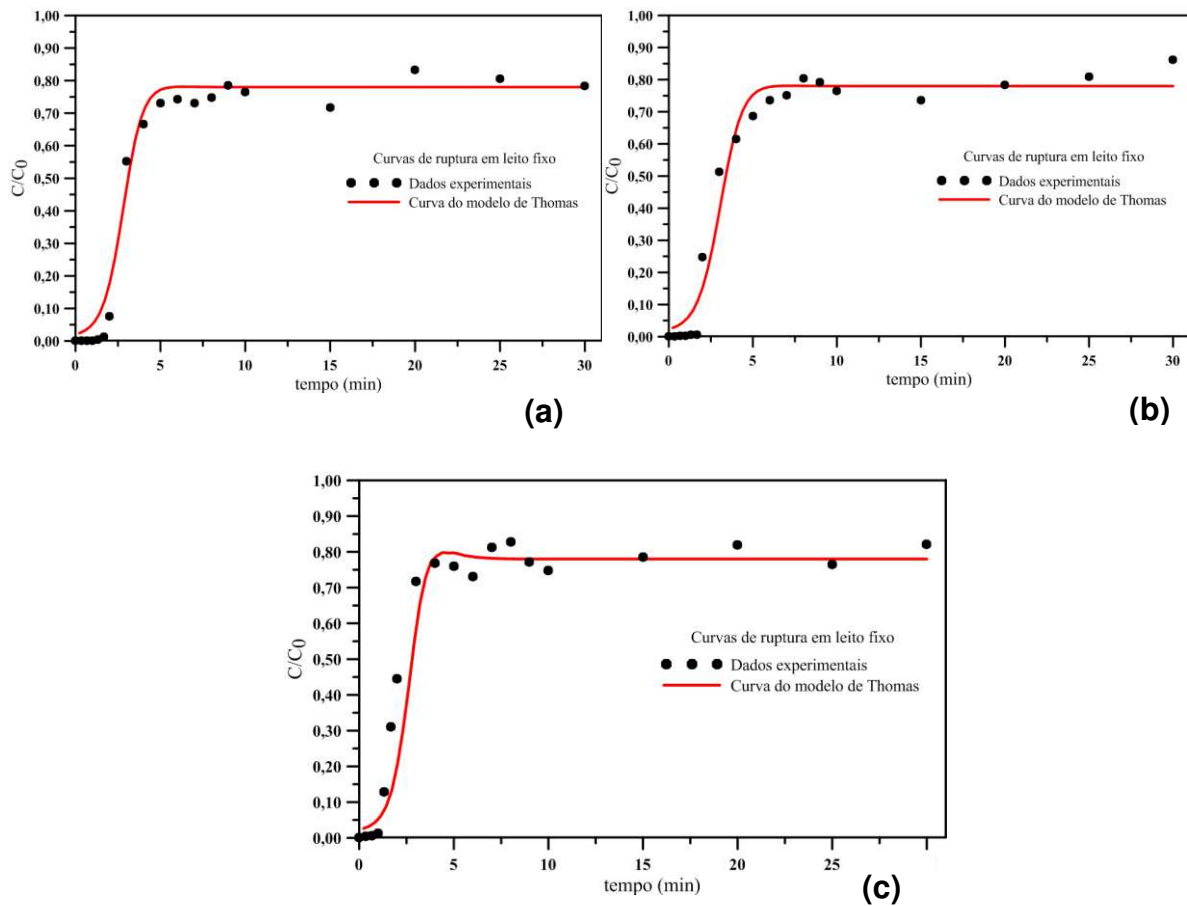 1,00
0,90
0,80
0,70
0,60
0,50
0,40
0,30
0,20
0,10
0,00
C/C0
0 5 10 15 20 25 30
tempo (min)
Curvas de ruptura em leito fixo
Dados experimentais
Curva do modelo de Thomas
(a)
1,00
0,90
0,80
0,70
0,60
0,50
0,40
0,30
0,20
0,10
0,00
C/C0
0 5 10 15 20 25 30
tempo (min)
Curvas de ruptura em leito fixo
Dados experimentais
Curva do modelo de Thomas
(b)
1,00
0,90
0,80
0,70
0,60
0,50
0,40
0,30
0,20
0,10
0,00
C/C0
0 5 10 15 20 25
tempo (min)
Curvas de ruptura em leito fixo
Dados experimentais
Curva do modelo de Thomas
(c)